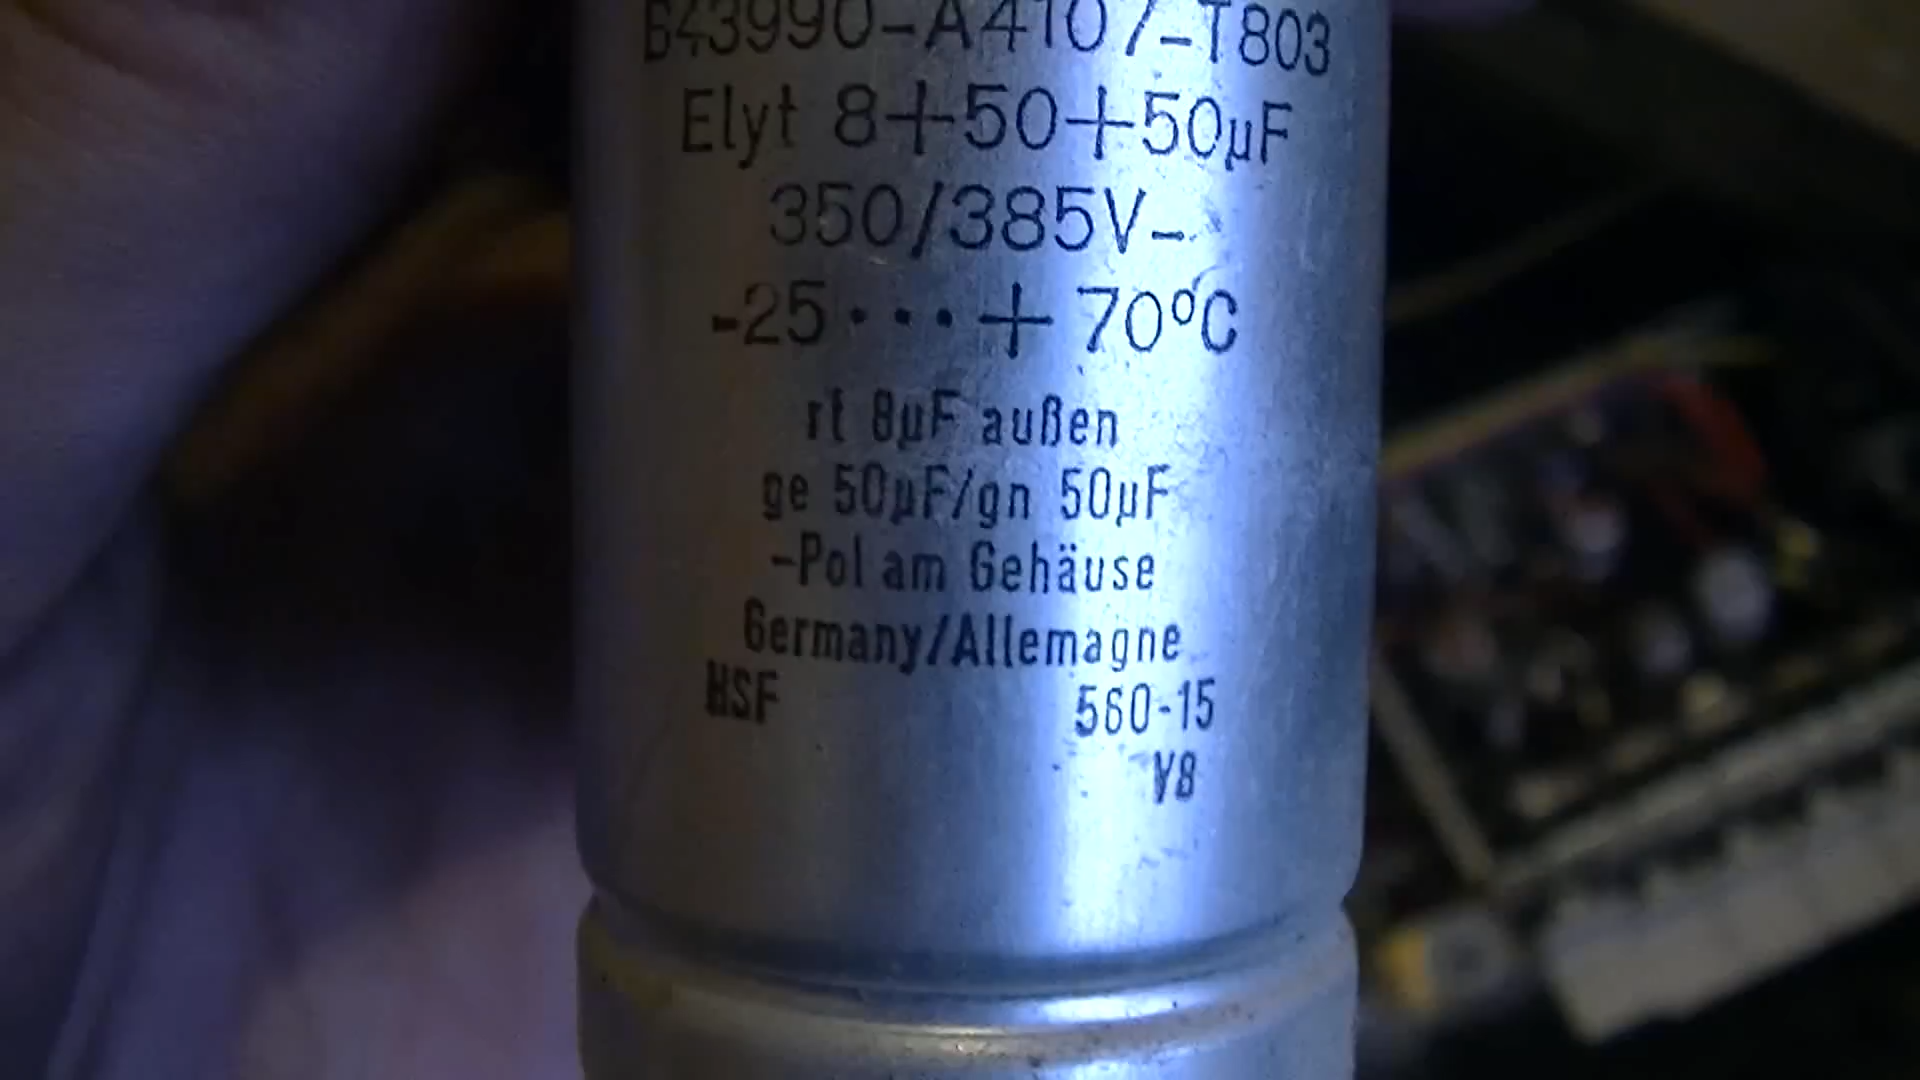 B43990-A4107-T803
Elyt 8+50+50µF
350/385V-
-25···+70°C
rt 8µF außen
ge 50µF/gn 50µF
-Pol am Gehäuse
Germany/Allemagne
HSF 560-15
V8